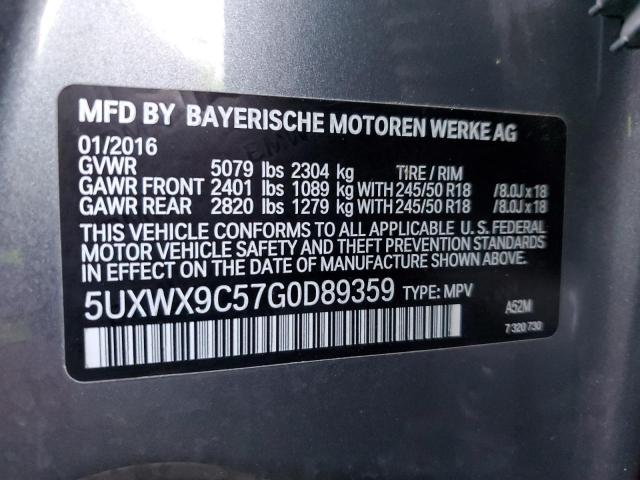 MFD BY BAYERISCHE MOTOREN WERKE AG
01/2016
GVWR 5079 lbs 2304 kg TIRE / RIM
GAWR FRONT 2401 lbs 1089 kg WITH 245/50 R18 /8.0J x 18
GAWR REAR 2820 lbs 1279 kg WITH 245/50 R18 /8.0J x 18
THIS VEHICLE CONFORMS TO ALL APPLICABLE U. S. FEDERAL
MOTOR VEHICLE SAFETY AND THEFT PREVENTION STANDARDS
IN EFFECT ON THE DATE OF MANUFACTURE SHOWN ABOVE.
5UXWX9C57G0D89359 TYPE: MPV A52M
7 320 730